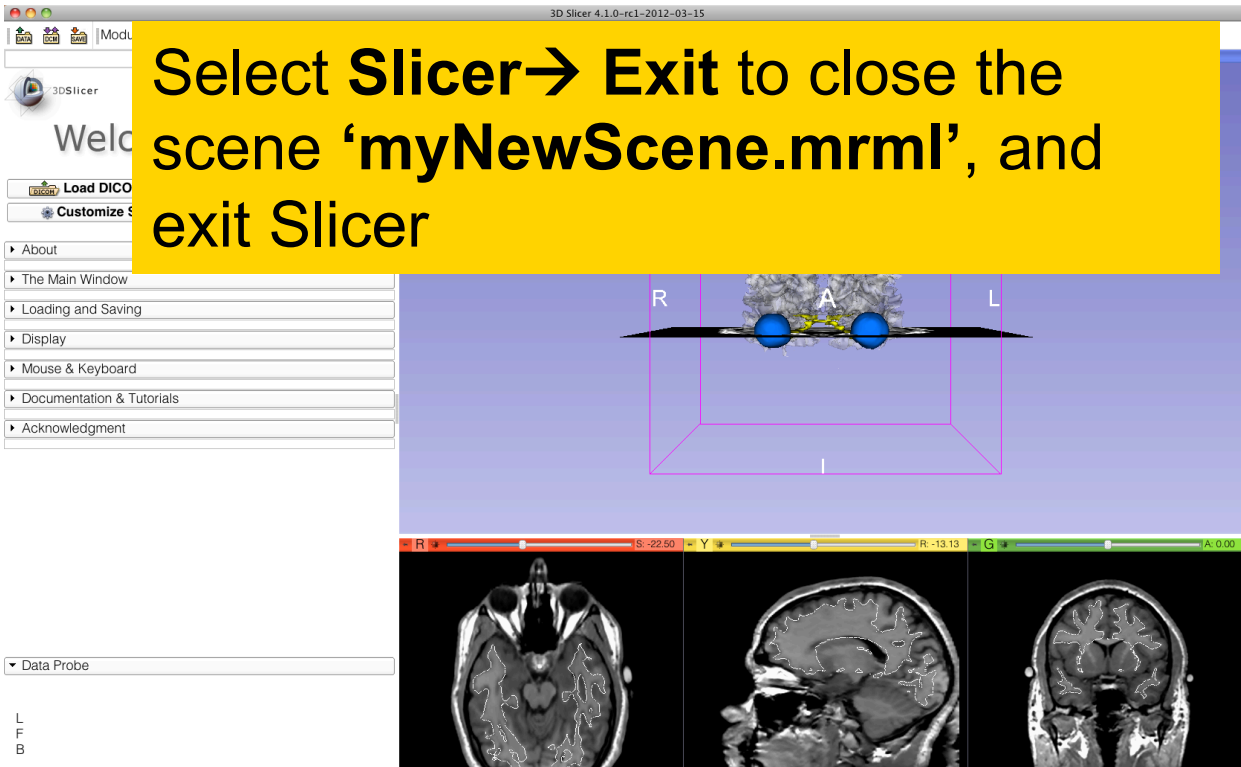 3D Slicer 4.1.0-rc1-2012-03-15
DATA DCM SAVE Modu
Select Slicer→ Exit to close the
scene ‘myNewScene.mrml’, and
exit Slicer
3DSlicer
Welc
DICOM Load DICO
Customize S
About
The Main Window
Loading and Saving
Display
Mouse & Keyboard
Documentation & Tutorials
Acknowledgment
R A L
I
R S: -22.50 Y R: -13.13 G A: 0.00
Data Probe
L
F
B